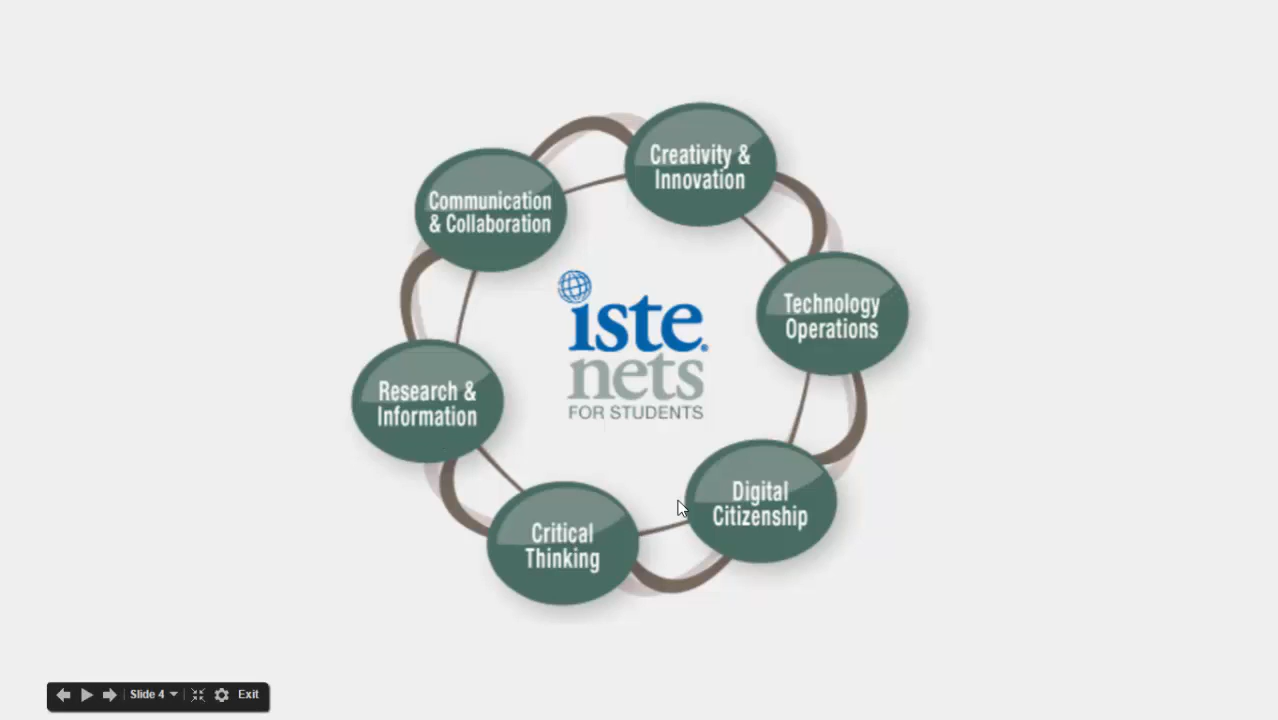 Creativity &
Innovation
Communication
& Collaboration
Technology
Operations
iste®
nets
FOR STUDENTS
Research &
Information
Digital
Citizenship
Critical
Thinking
Slide 4 Exit